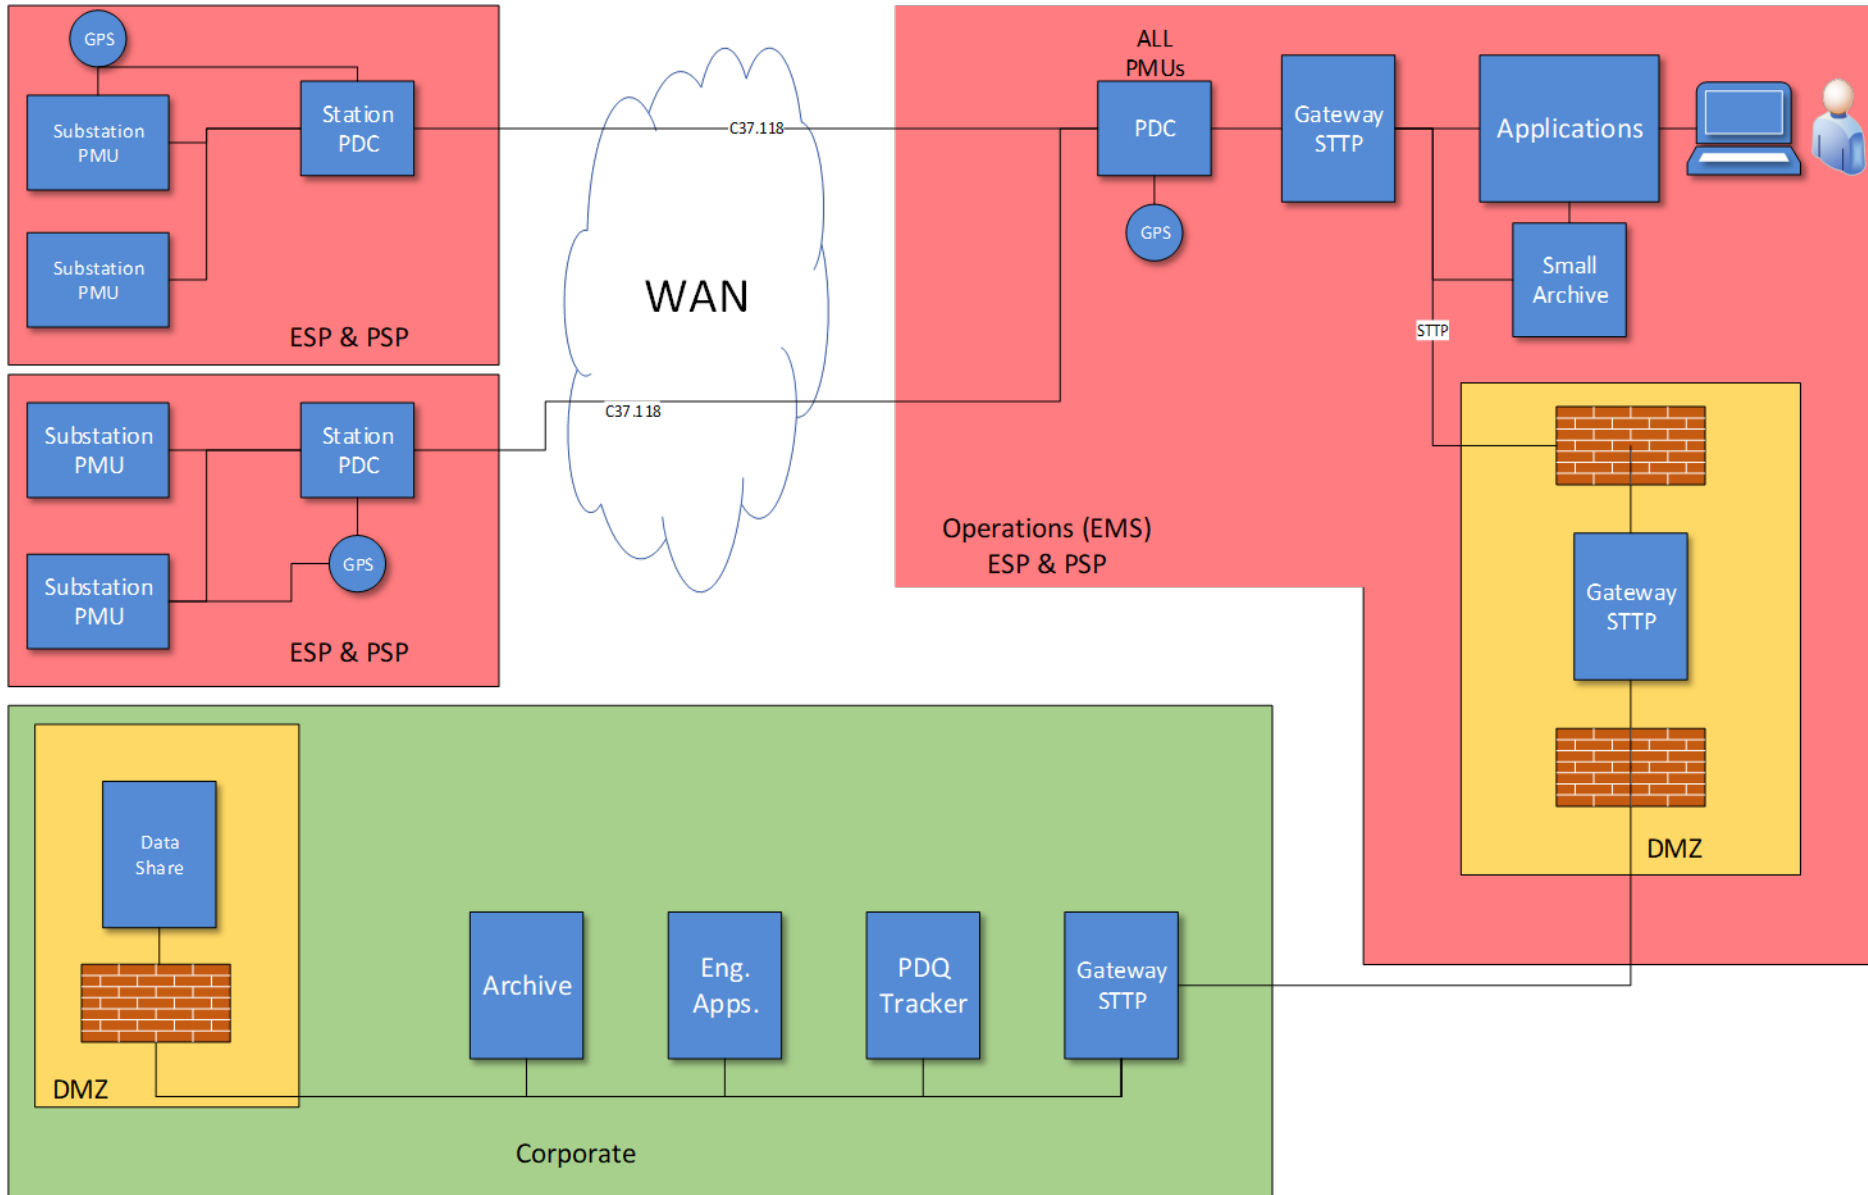 GPS
Substation
PMU
Station
PDC
Substation
PMU
ESP & PSP
Substation
PMU
Station
PDC
Substation
PMU
GPS
ESP & PSP
C37.118
WAN
C37.118
ALL
PMUs
PDC
GPS
Gateway
STTP
Applications
Small
Archive
STTP
Operations (EMS)
ESP & PSP
Gateway
STTP
DMZ
Data
Share
DMZ
Archive
Eng.
Apps.
PDQ
Tracker
Gateway
STTP
Corporate